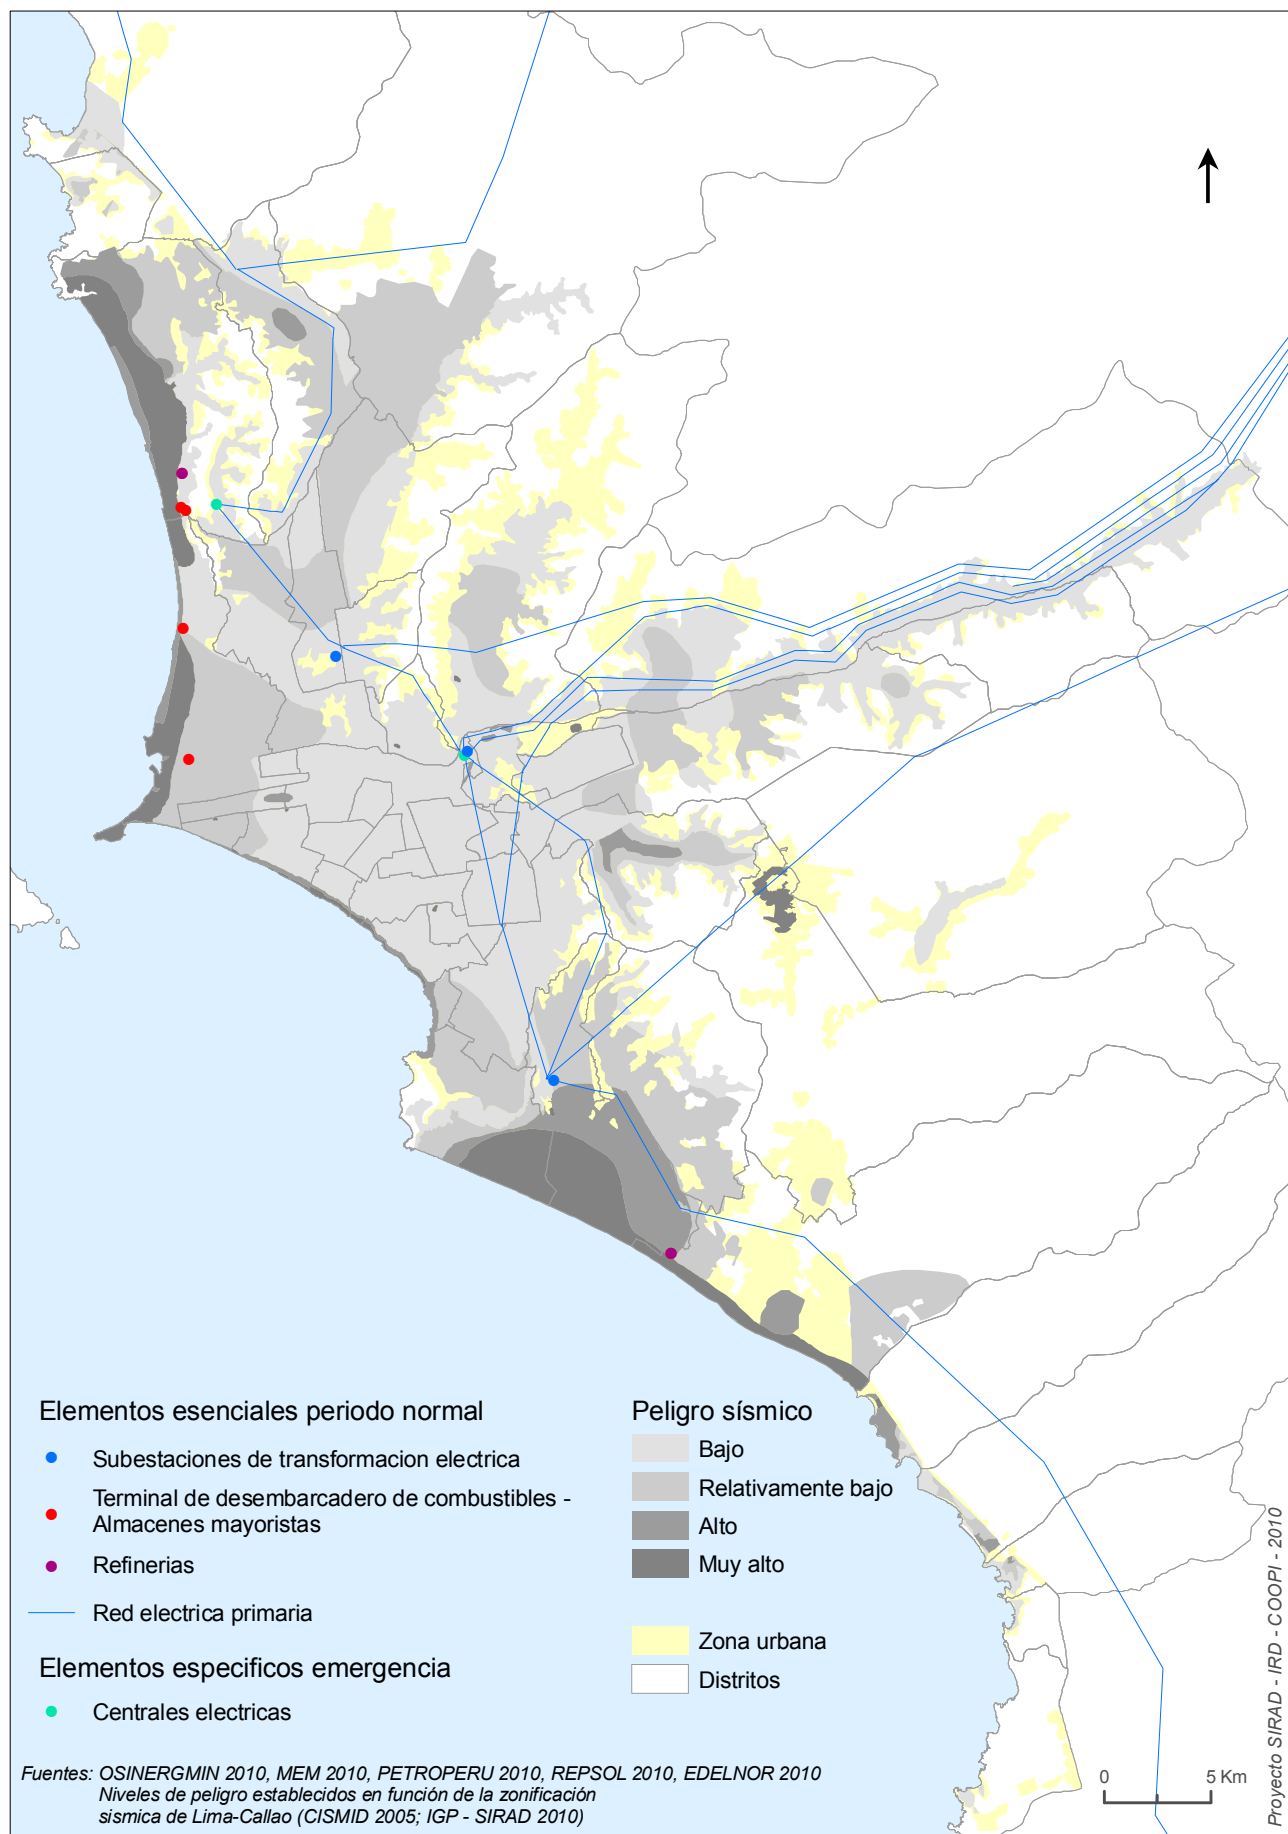 Elementos esenciales periodo normal
Subestaciones de transformacion electrica
Terminal de desembarcadero de combustibles -
Almacenes mayoristas
Refinerias
Red electrica primaria
Elementos especificos emergencia
Centrales electricas
Peligro sísmico
Bajo
Relativamente bajo
Alto
Muy alto
Zona urbana
Distritos
Fuentes: OSINERGMIN 2010, MEM 2010, PETROPERU 2010, REPSOL 2010, EDELNOR 2010
Niveles de peligro establecidos en función de la zonificación
sismica de Lima-Callao (CISMID 2005; IGP - SIRAD 2010)
0 5 Km
Proyecto SIRAD - IRD - COOPI - 2010